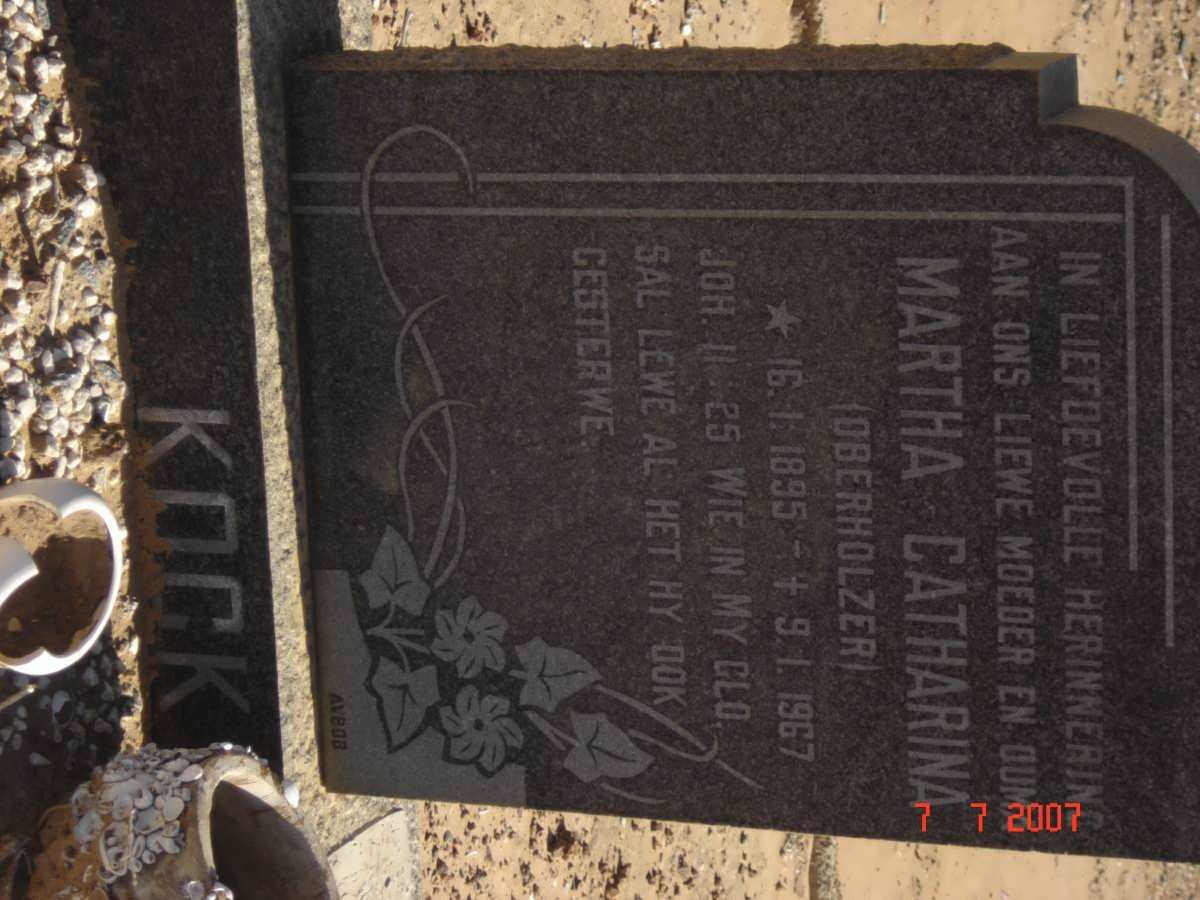 IN LIEFDEVOLLE HERINNERING
AAN ONS LIEWE MOEDER EN OUMA
MARTHA CATHARINA
(OBERHOLZER)
★ 16.1.1895 – + 9.1.1967
JOH. 11:25 WIE IN MY GLO,
SAL LEWE AL HET HY OOK
GESTERWE.
AVBOB
KOCK
7 7 2007